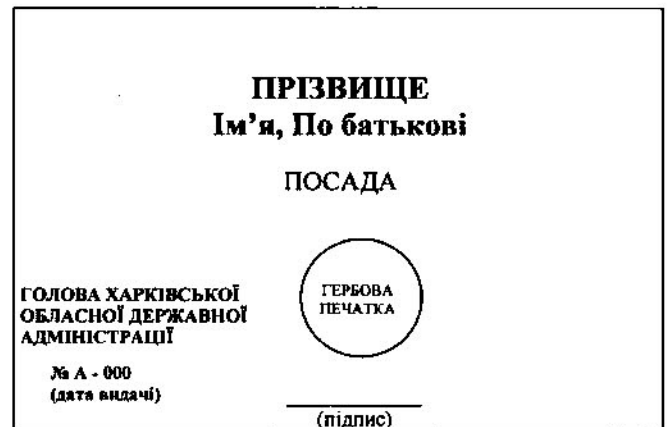 ПРІЗВИЩЕ
Ім’я, По батькові
ПОСАДА
ГЕРБОВА
ПЕЧАТКА
ГОЛОВА ХАРКІВСЬКОЇ
ОБЛАСНОЇ ДЕРЖАВНОЇ
АДМІНІСТРАЦІЇ
№ А - 000
(дата видачі)
(підпис)